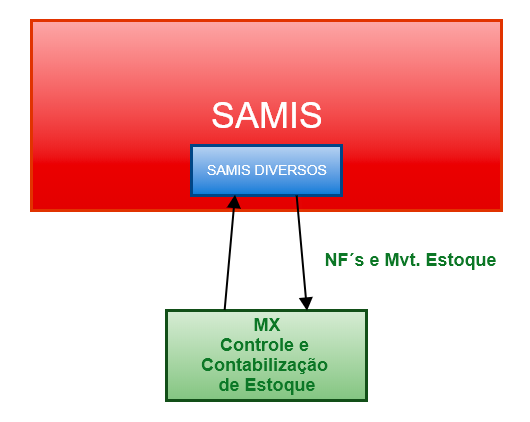 SAMIS
SAMIS DIVERSOS
NF´s e Mvt. Estoque
MX
Controle e
Contabilização
de Estoque